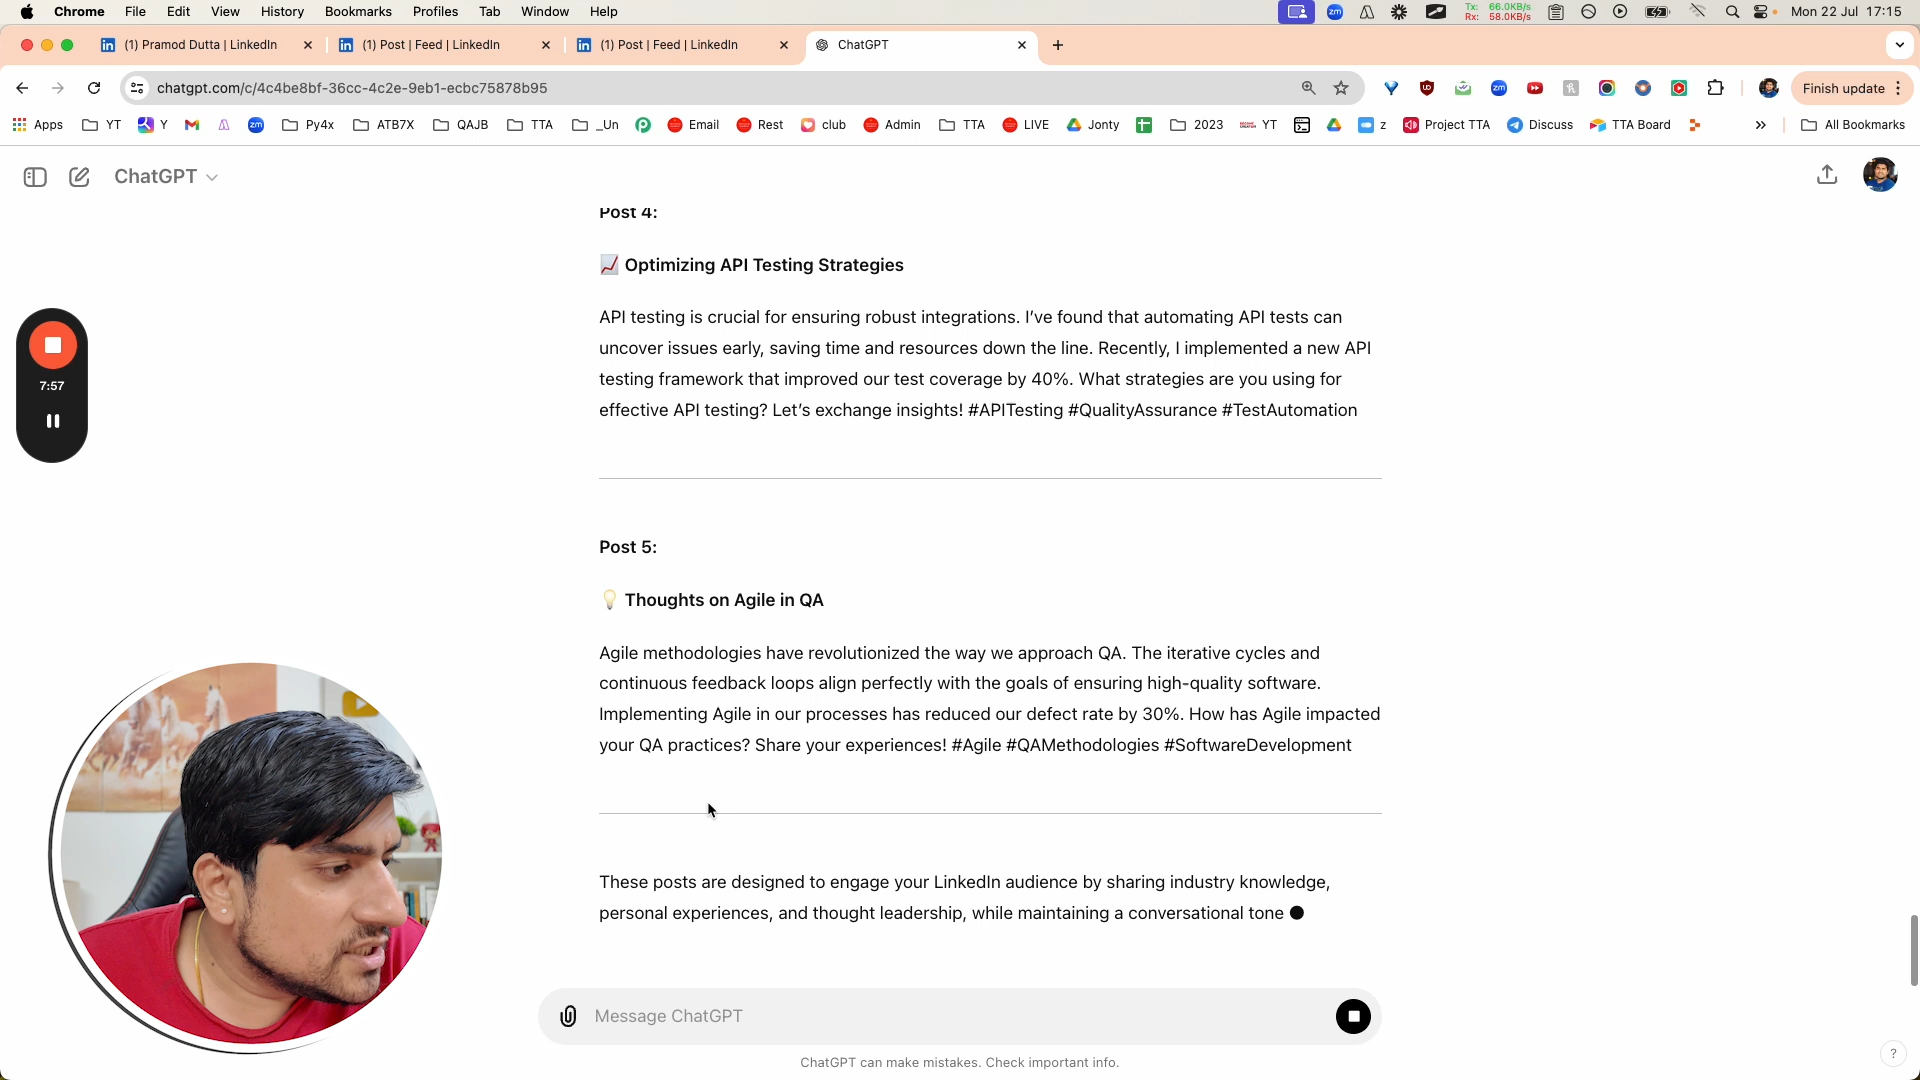 Chrome File Edit View History Bookmarks Profiles Tab Window Help zm Tx: 66.0KB/s Rx: 58.0KB/s Mon 22 Jul 17:15
(1) Pramod Dutta | LinkedIn (1) Post | Feed | LinkedIn (1) Post | Feed | LinkedIn ChatGPT
chatgpt.com/c/4c4be8bf-36cc-4c2e-9eb1-ecbc75878b95 zm Finish update
Apps YT Y zm Py4x ATB7X QAJB TTA _Un Email Rest club Admin TTA LIVE Jonty 2023 YT z Project TTA Discuss TTA Board » All Bookmarks
ChatGPT
Post 4:
Optimizing API Testing Strategies
API testing is crucial for ensuring robust integrations. I’ve found that automating API tests can
uncover issues early, saving time and resources down the line. Recently, I implemented a new API
testing framework that improved our test coverage by 40%. What strategies are you using for
effective API testing? Let’s exchange insights! #APITesting #QualityAssurance #TestAutomation
7:57
Post 5:
Thoughts on Agile in QA
Agile methodologies have revolutionized the way we approach QA. The iterative cycles and
continuous feedback loops align perfectly with the goals of ensuring high-quality software.
Implementing Agile in our processes has reduced our defect rate by 30%. How has Agile impacted
your QA practices? Share your experiences! #Agile #QAMethodologies #SoftwareDevelopment
These posts are designed to engage your LinkedIn audience by sharing industry knowledge,
personal experiences, and thought leadership, while maintaining a conversational tone
Message ChatGPT
ChatGPT can make mistakes. Check important info.
?